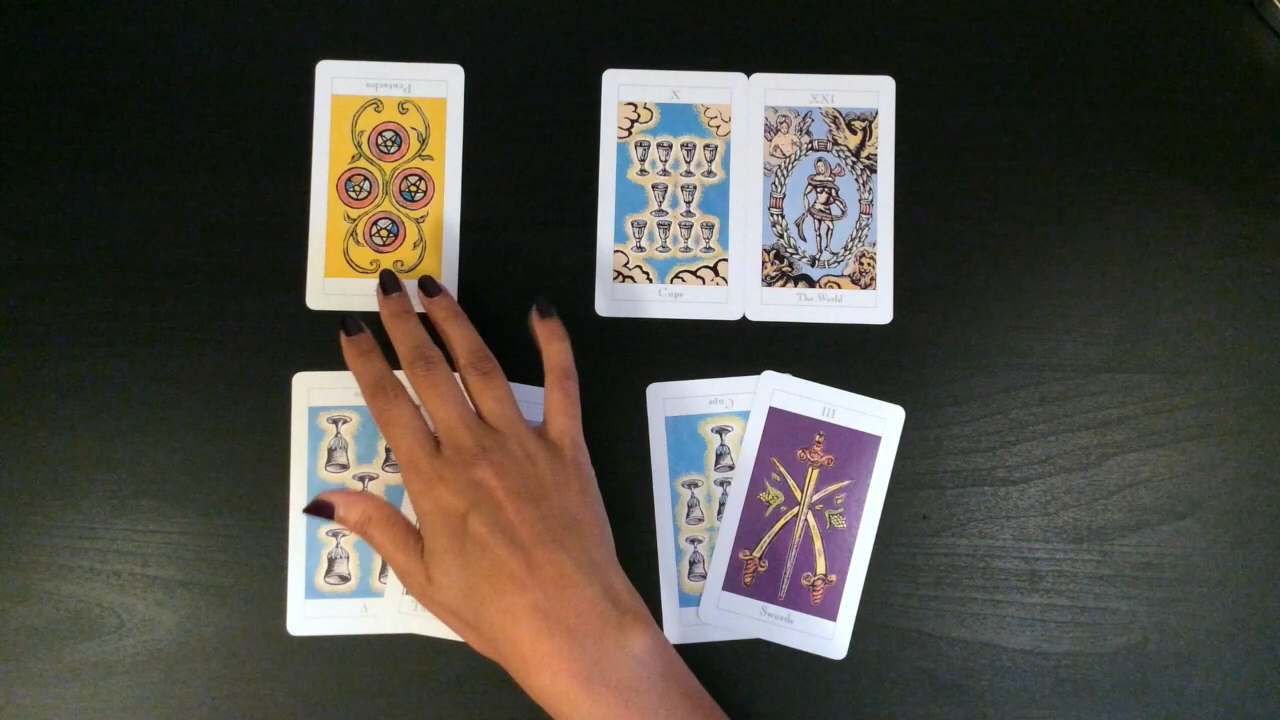 Pentacles
X
Cups
XXI
The World
V
Cups
III
Swords